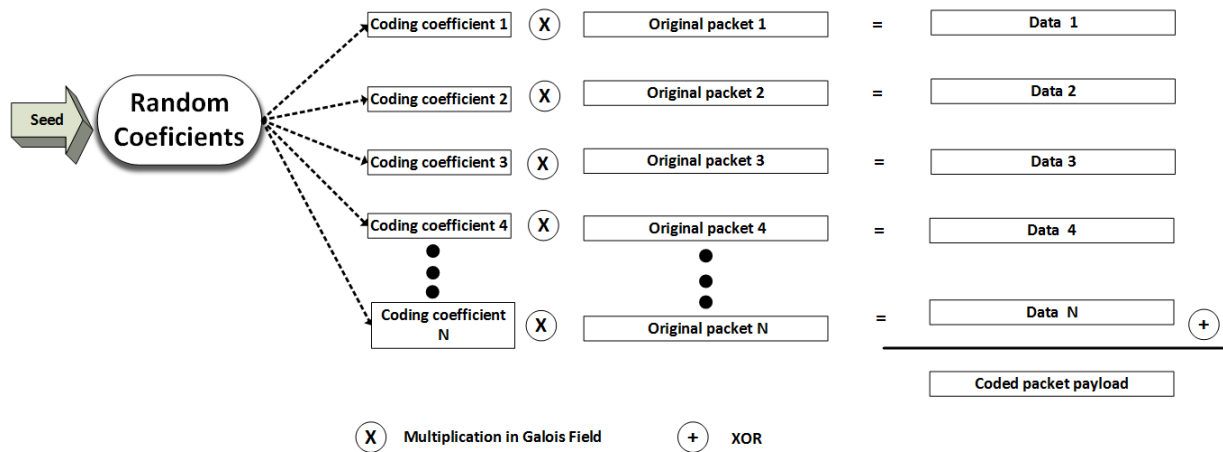 Coding coefficient 1 X Original packet 1 = Data 1
Seed
Random
Coeficients
Coding coefficient 2 X Original packet 2 = Data 2
Coding coefficient 3 X Original packet 3 = Data 3
Coding coefficient 4 X Original packet 4 = Data 4
Coding coefficient
N
X Original packet N = Data N +
Coded packet payload
X Multiplication in Galois Field + XOR